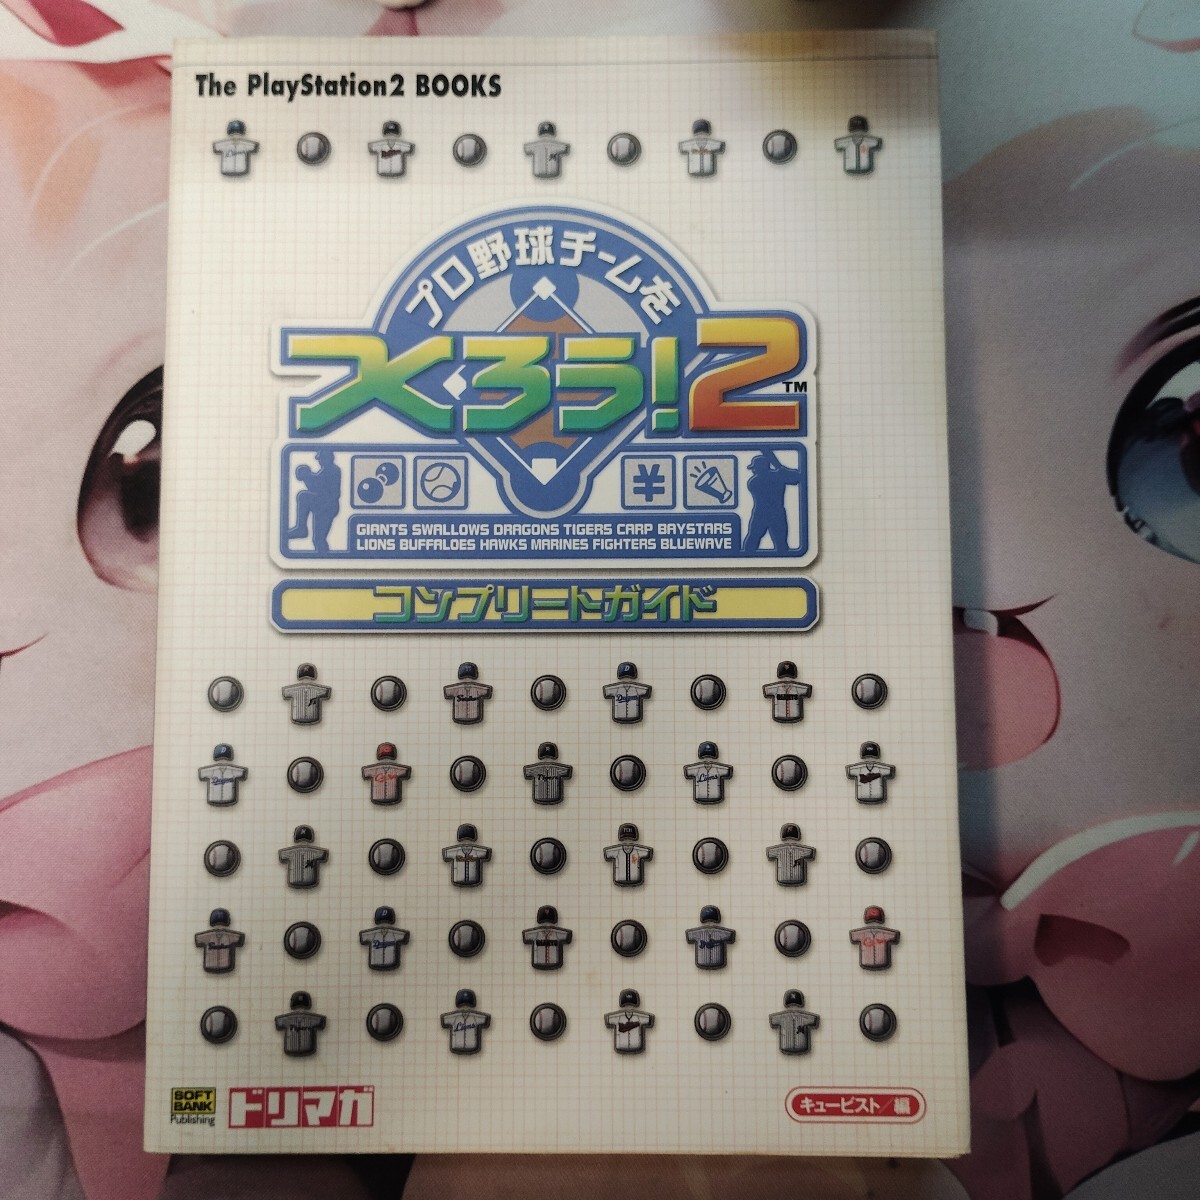 The PlayStation2 BOOKS
プロ野球チームを
つくろう!2
TM
¥
GIANTS SWALLOWS DRAGONS TIGERS CARP BAYSTARS
LIONS BUFFALOES HAWKS MARINES FIGHTERS BLUEWAVE
コンプリートガイド
SOFT
BANK
Publishing
ドリマガ
キュービスト/編